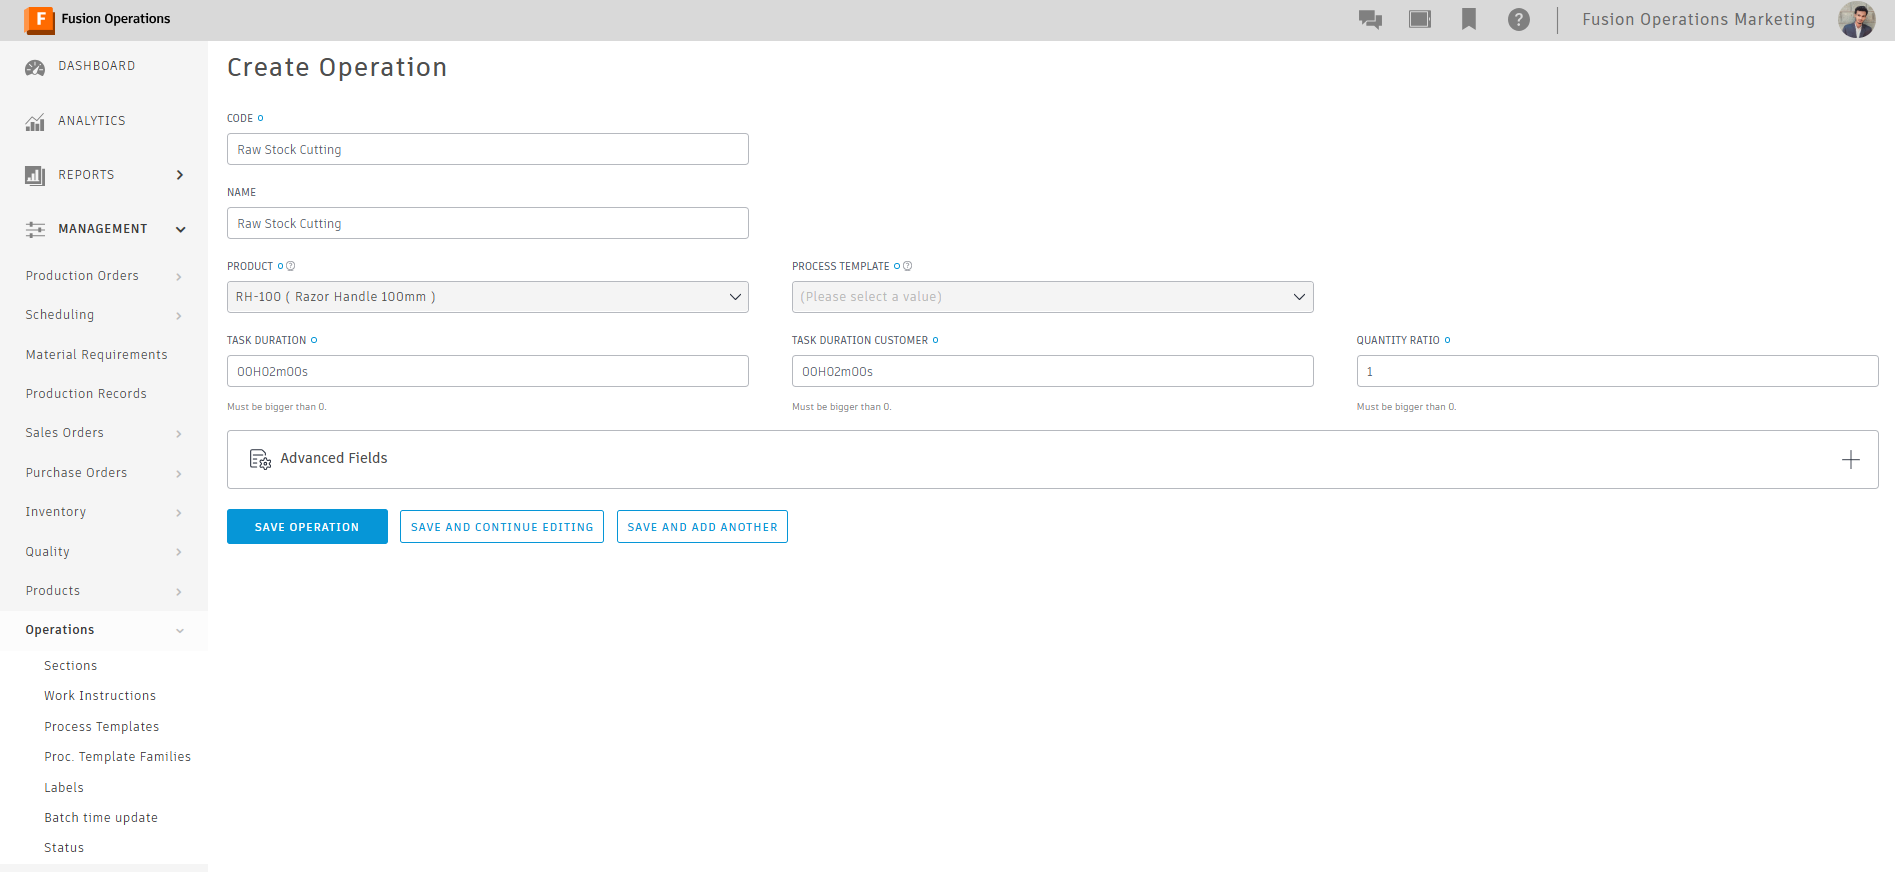 F Fusion Operations
Fusion Operations Marketing
DASHBOARD
ANALYTICS
REPORTS
MANAGEMENT
Production Orders
Scheduling
Material Requirements
Production Records
Sales Orders
Purchase Orders
Inventory
Quality
Products
Operations
Sections
Work Instructions
Process Templates
Proc. Template Families
Labels
Batch time update
Status
Create Operation
CODE
Raw Stock Cutting
NAME
Raw Stock Cutting
PRODUCT ?
RH-100 ( Razor Handle 100mm )
PROCESS TEMPLATE ?
(Please select a value)
TASK DURATION
00H02m00s
Must be bigger than 0.
TASK DURATION CUSTOMER
00H02m00s
Must be bigger than 0.
QUANTITY RATIO
1
Must be bigger than 0.
Advanced Fields
SAVE OPERATION
SAVE AND CONTINUE EDITING
SAVE AND ADD ANOTHER